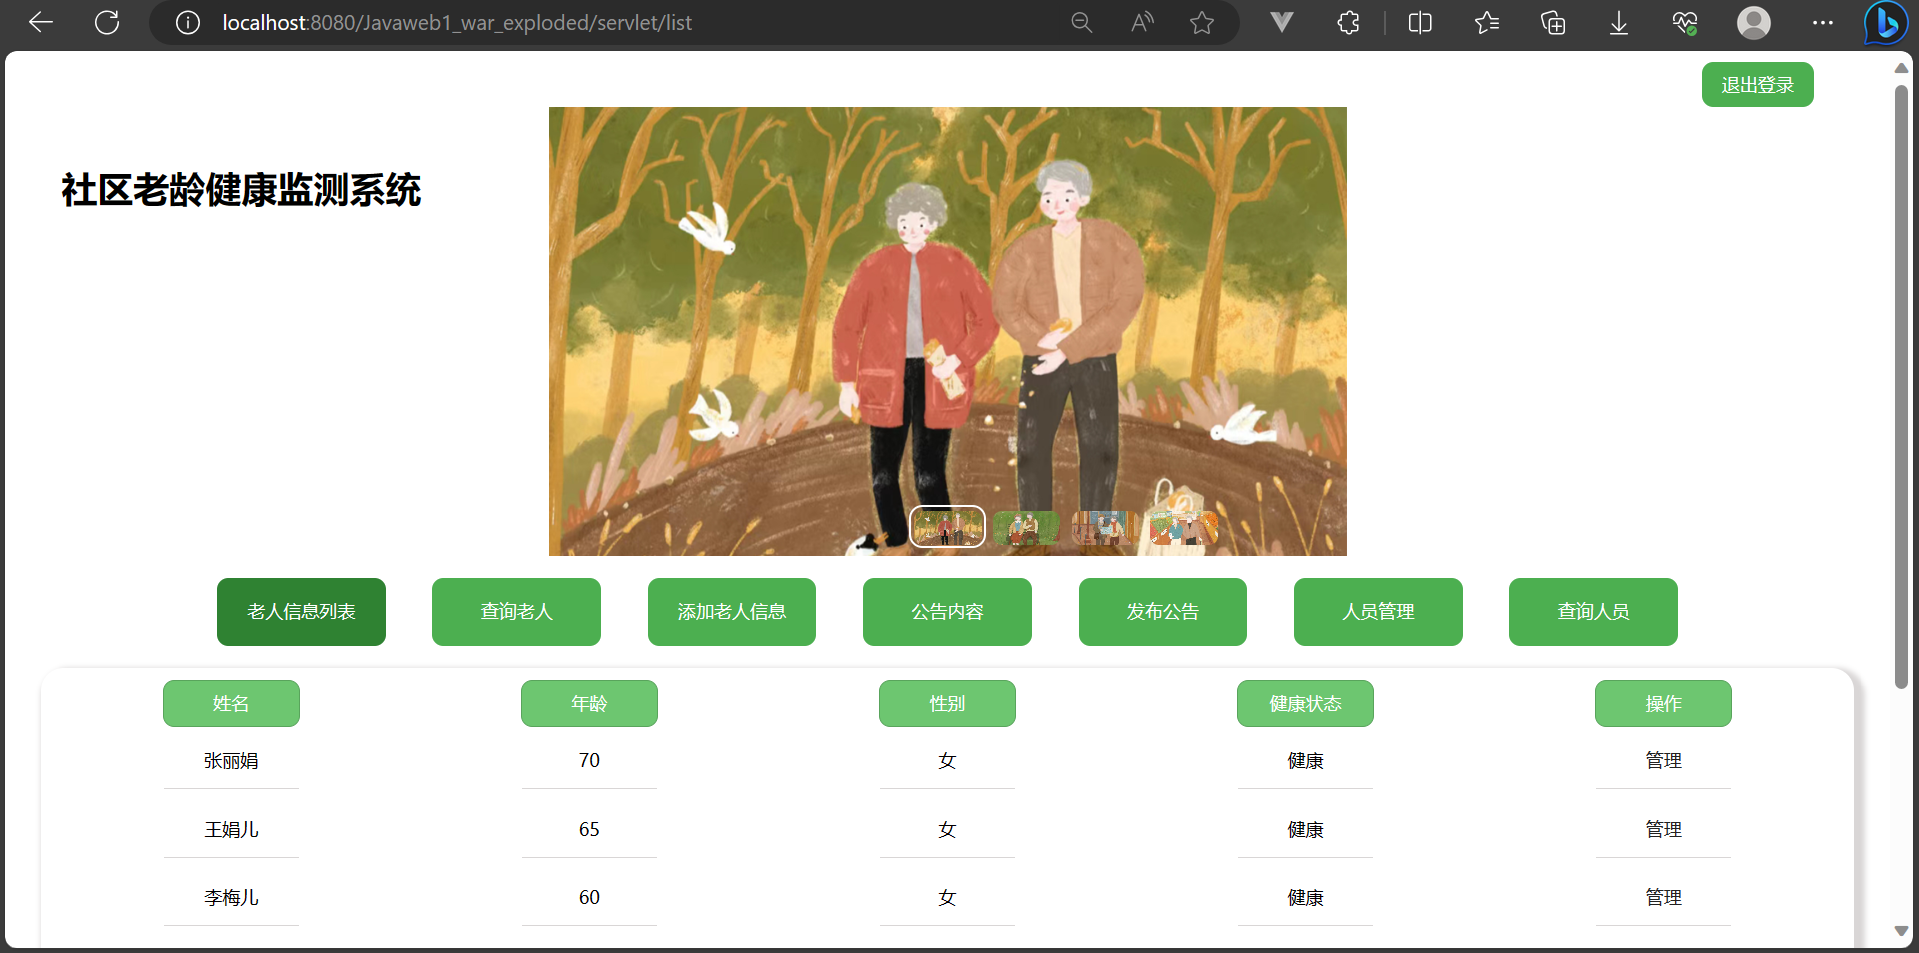 localhost:8080/Javaweb1_war_exploded/servlet/list
退出登录
社区老龄健康监测系统
老人信息列表 查询老人 添加老人信息 公告内容 发布公告 人员管理 查询人员
姓名 年龄 性别 健康状态 操作
张丽娟 70 女 健康 管理
王娟儿 65 女 健康 管理
李梅儿 60 女 健康 管理